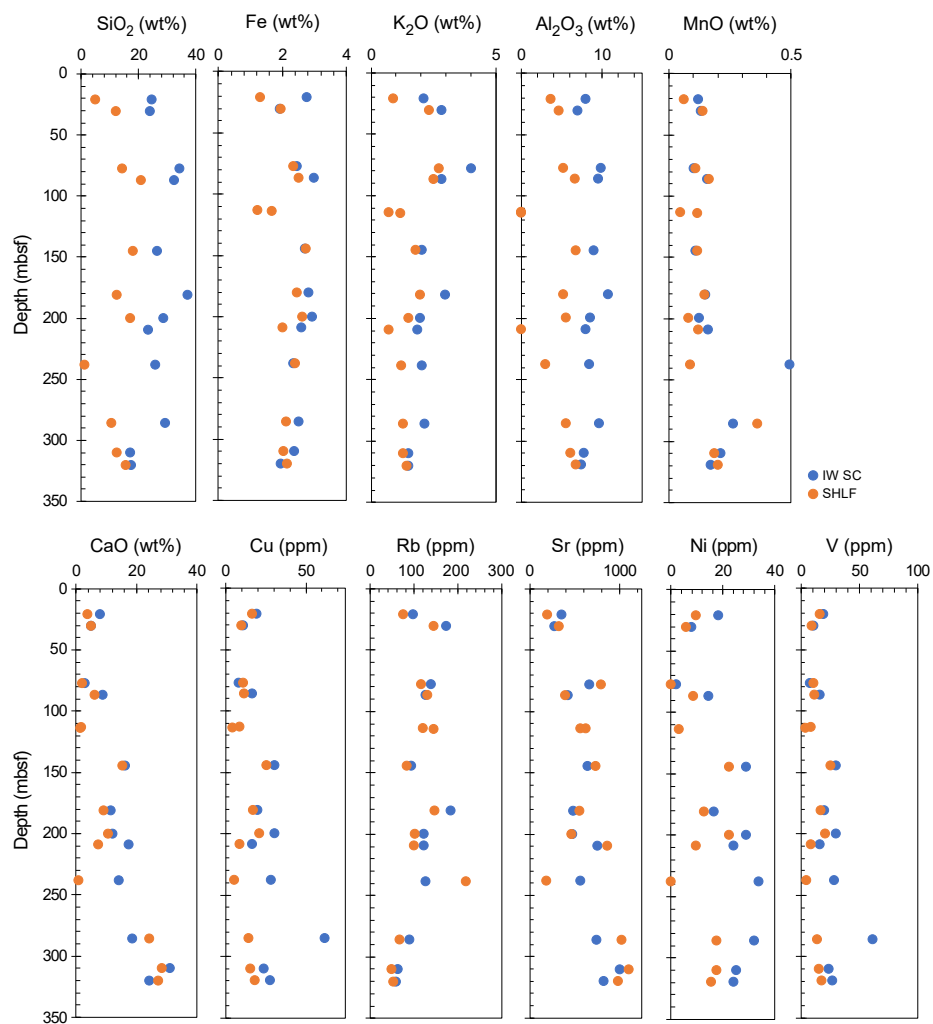 SiO₂ (wt%) Fe (wt%) K₂O (wt%) Al₂O₃ (wt%) MnO (wt%)
0 20 40 0 2 4 0 5 0 10 0 0.5
0
50
100
150
200
250
300
350
Depth (mbsf)
IW SC
SHLF
CaO (wt%) Cu (ppm) Rb (ppm) Sr (ppm) Ni (ppm) V (ppm)
0 20 40 0 50 0 100 200 300 0 1000 0 20 40 0 50 100
0
50
100
150
200
250
300
350
Depth (mbsf)